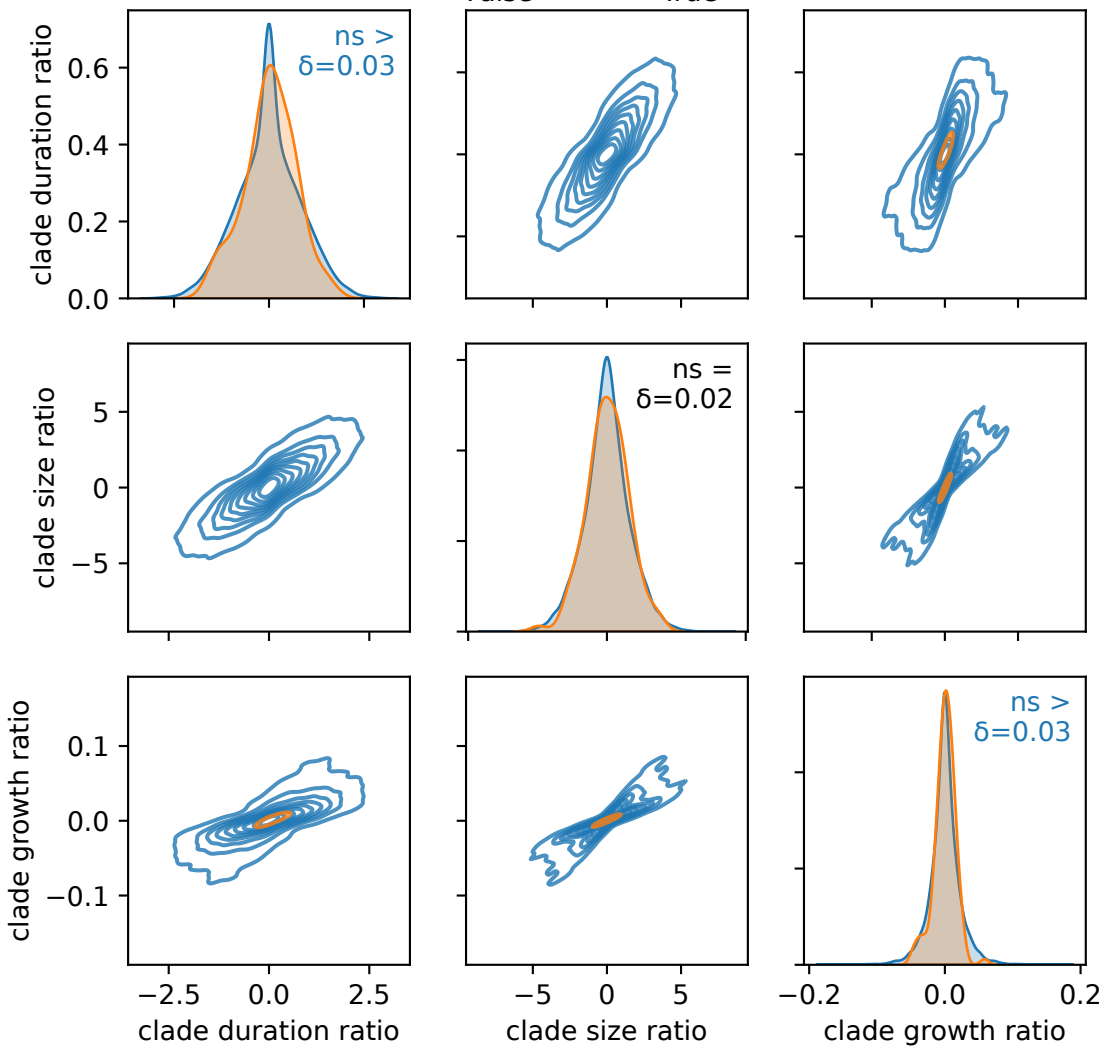 clade duration ratio
0.6
0.4
0.2
0.0
ns >
δ=0.03
clade size ratio
5
0
−5
ns =
δ=0.02
clade growth ratio
0.1
0.0
−0.1
ns >
δ=0.03
−2.5 0.0 2.5
clade duration ratio
−5 0 5
clade size ratio
−0.2 0.0 0.2
clade growth ratio